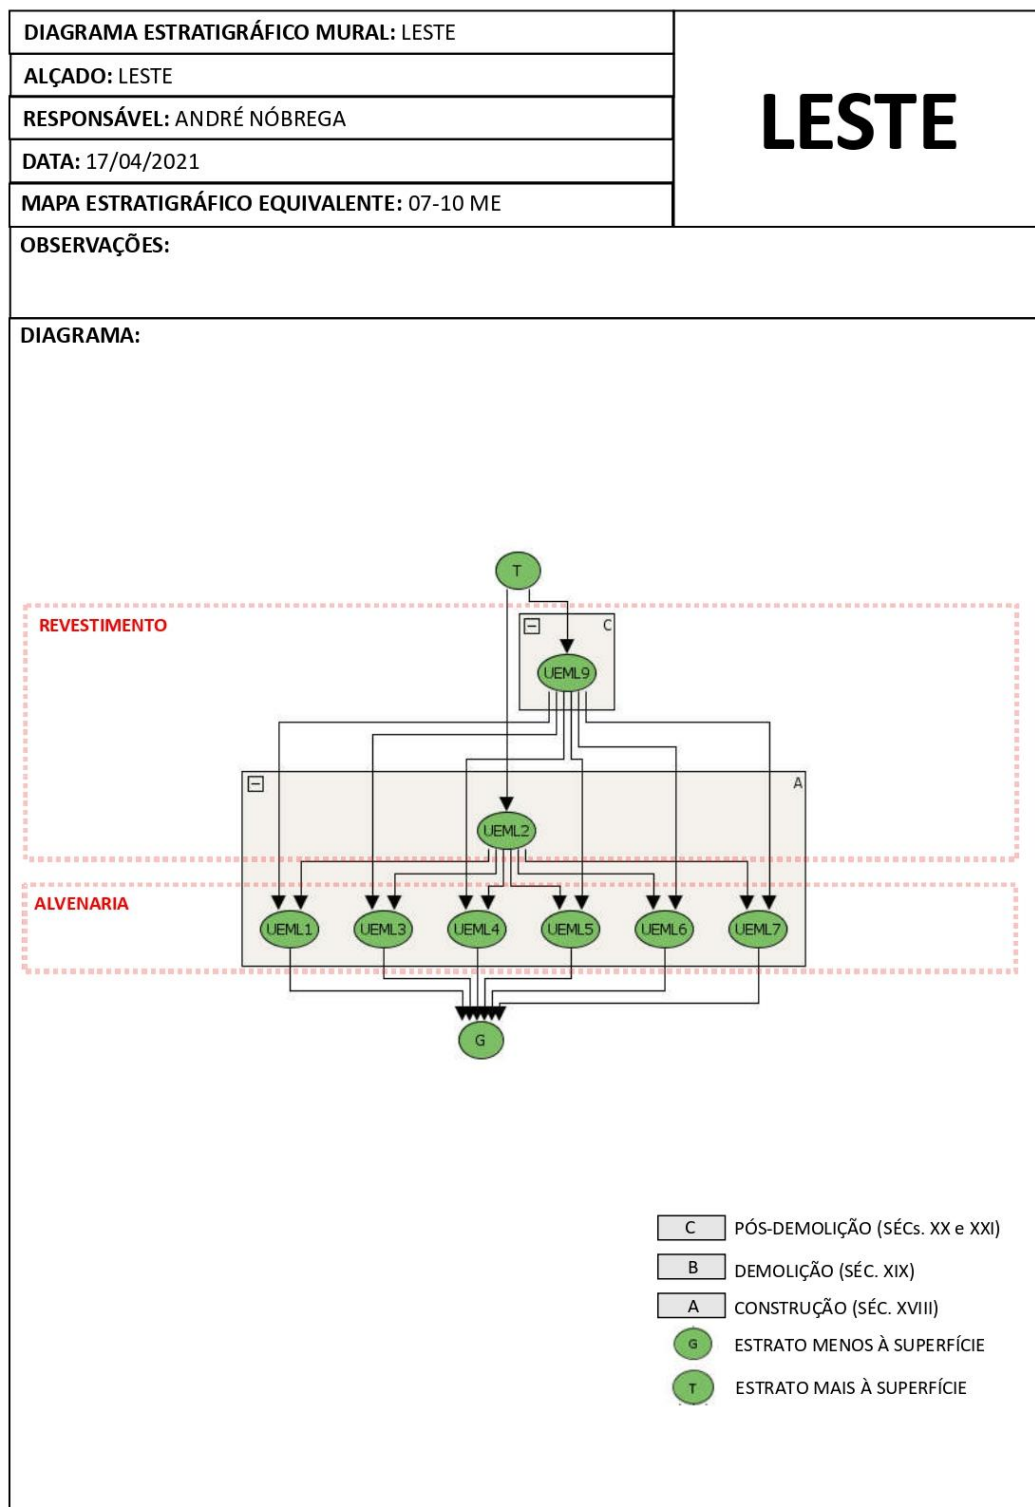 DIAGRAMA ESTRATIGRÁFICO MURAL: LESTE
ALÇADO: LESTE
RESPONSÁVEL: ANDRÉ NÓBREGA
DATA: 17/04/2021
MAPA ESTRATIGRÁFICO EQUIVALENTE: 07-10 ME
LESTE
OBSERVAÇÕES:
DIAGRAMA:
T
REVESTIMENTO
C
UEML9
A
UEML2
ALVENARIA
UEML1 UEML3 UEML4 UEML5 UEML6 UEML7
G
C PÓS-DEMOLIÇÃO (SÉCs. XX e XXI)
B DEMOLIÇÃO (SÉC. XIX)
A CONSTRUÇÃO (SÉC. XVIII)
G ESTRATO MENOS À SUPERFÍCIE
T ESTRATO MAIS À SUPERFÍCIE